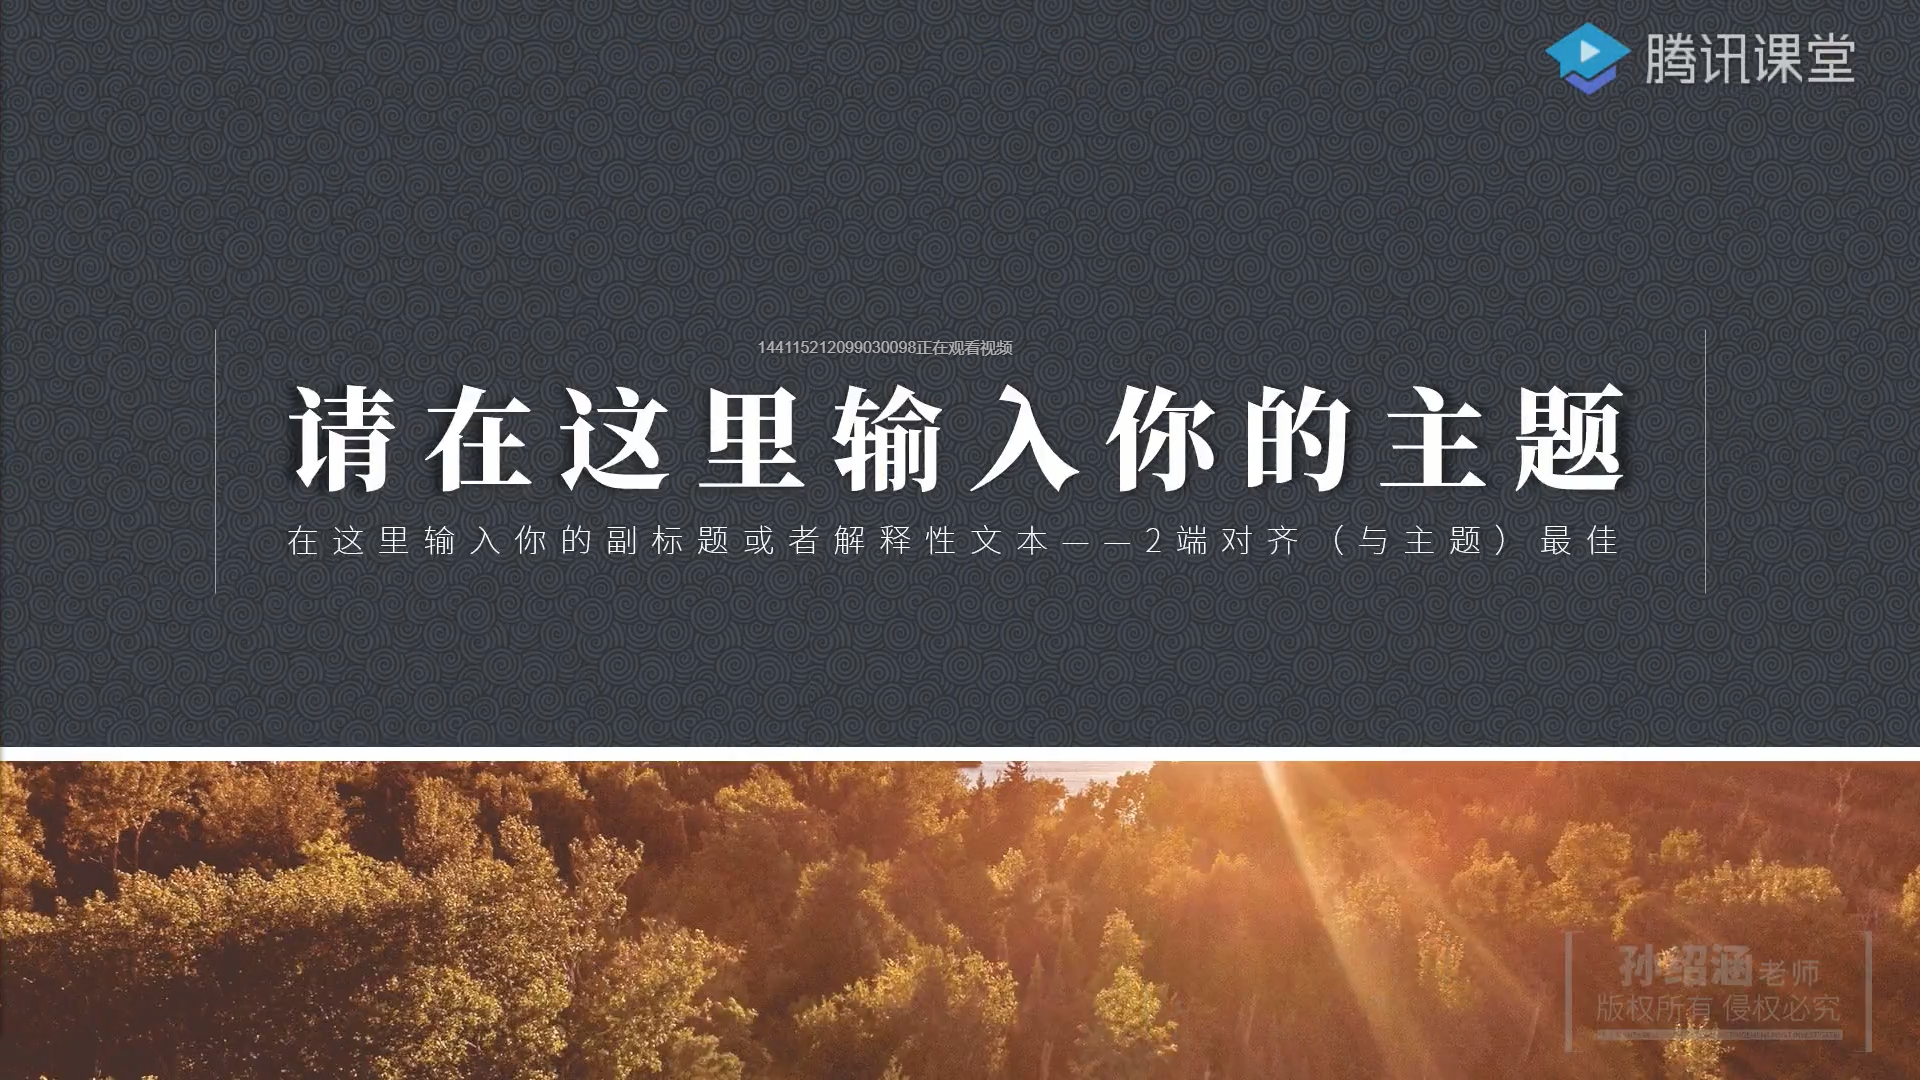 腾讯课堂
144115212099030098正在观看视频
请在这里输入你的主题
在这里输入你的副标题或者解释性文本——2端对齐（与主题）最佳
孙绍涵老师
版权所有 侵权必究